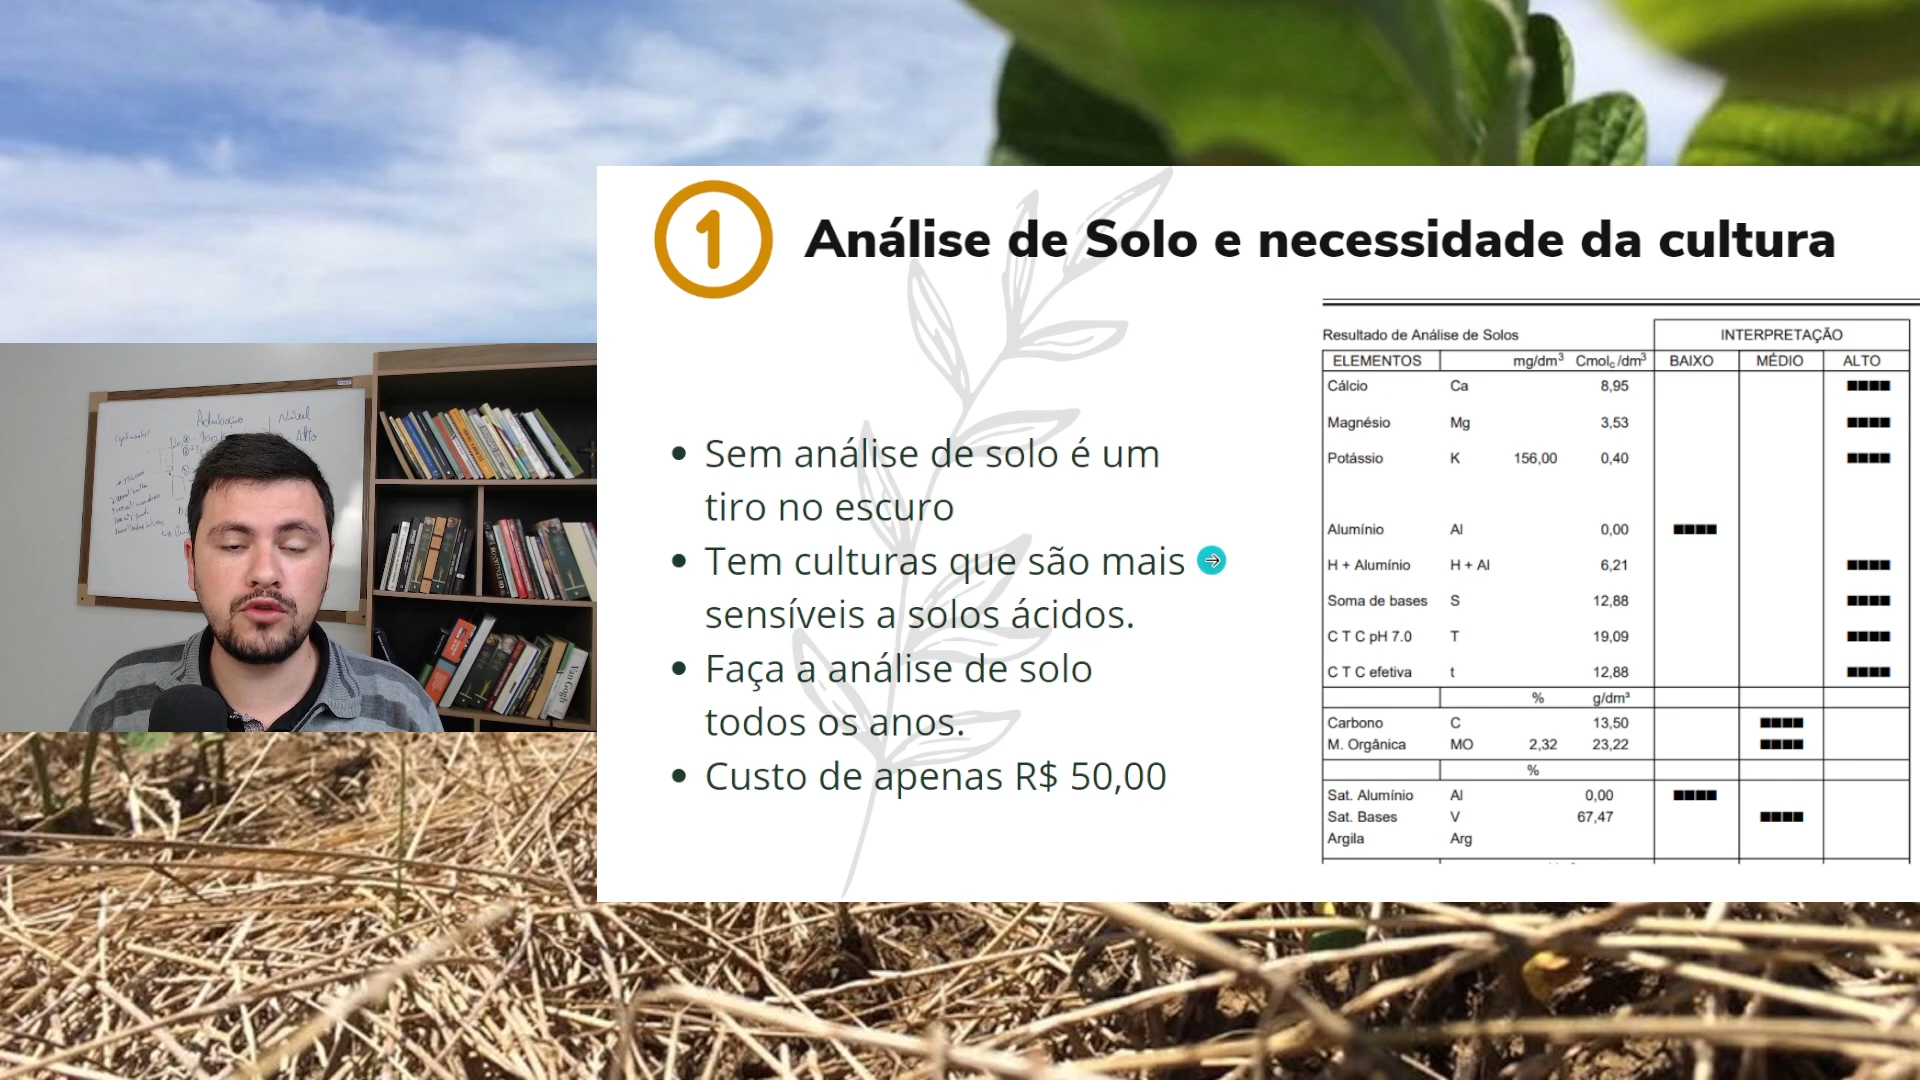 1
Análise de Solo e necessidade da cultura
Adubação
Nível
Alto
Van Gogh
• Sem análise de solo é um
tiro no escuro
• Tem culturas que são mais
sensíveis a solos ácidos.
• Faça a análise de solo
todos os anos.
• Custo de apenas R$ 50,00
Resultado de Análise de Solos INTERPRETAÇÃO
ELEMENTOS mg/dm³ Cmolc/dm³ BAIXO MÉDIO ALTO
Cálcio Ca 8,95
Magnésio Mg 3,53
Potássio K 156,00 0,40
Alumínio Al 0,00
H + Alumínio H + Al 6,21
Soma de bases S 12,88
C T C pH 7.0 T 19,09
C T C efetiva t 12,88
% g/dm³
Carbono C 13,50
M. Orgânica MO 2,32 23,22
%
Sat. Alumínio Al 0,00
Sat. Bases V 67,47
Argila Arg